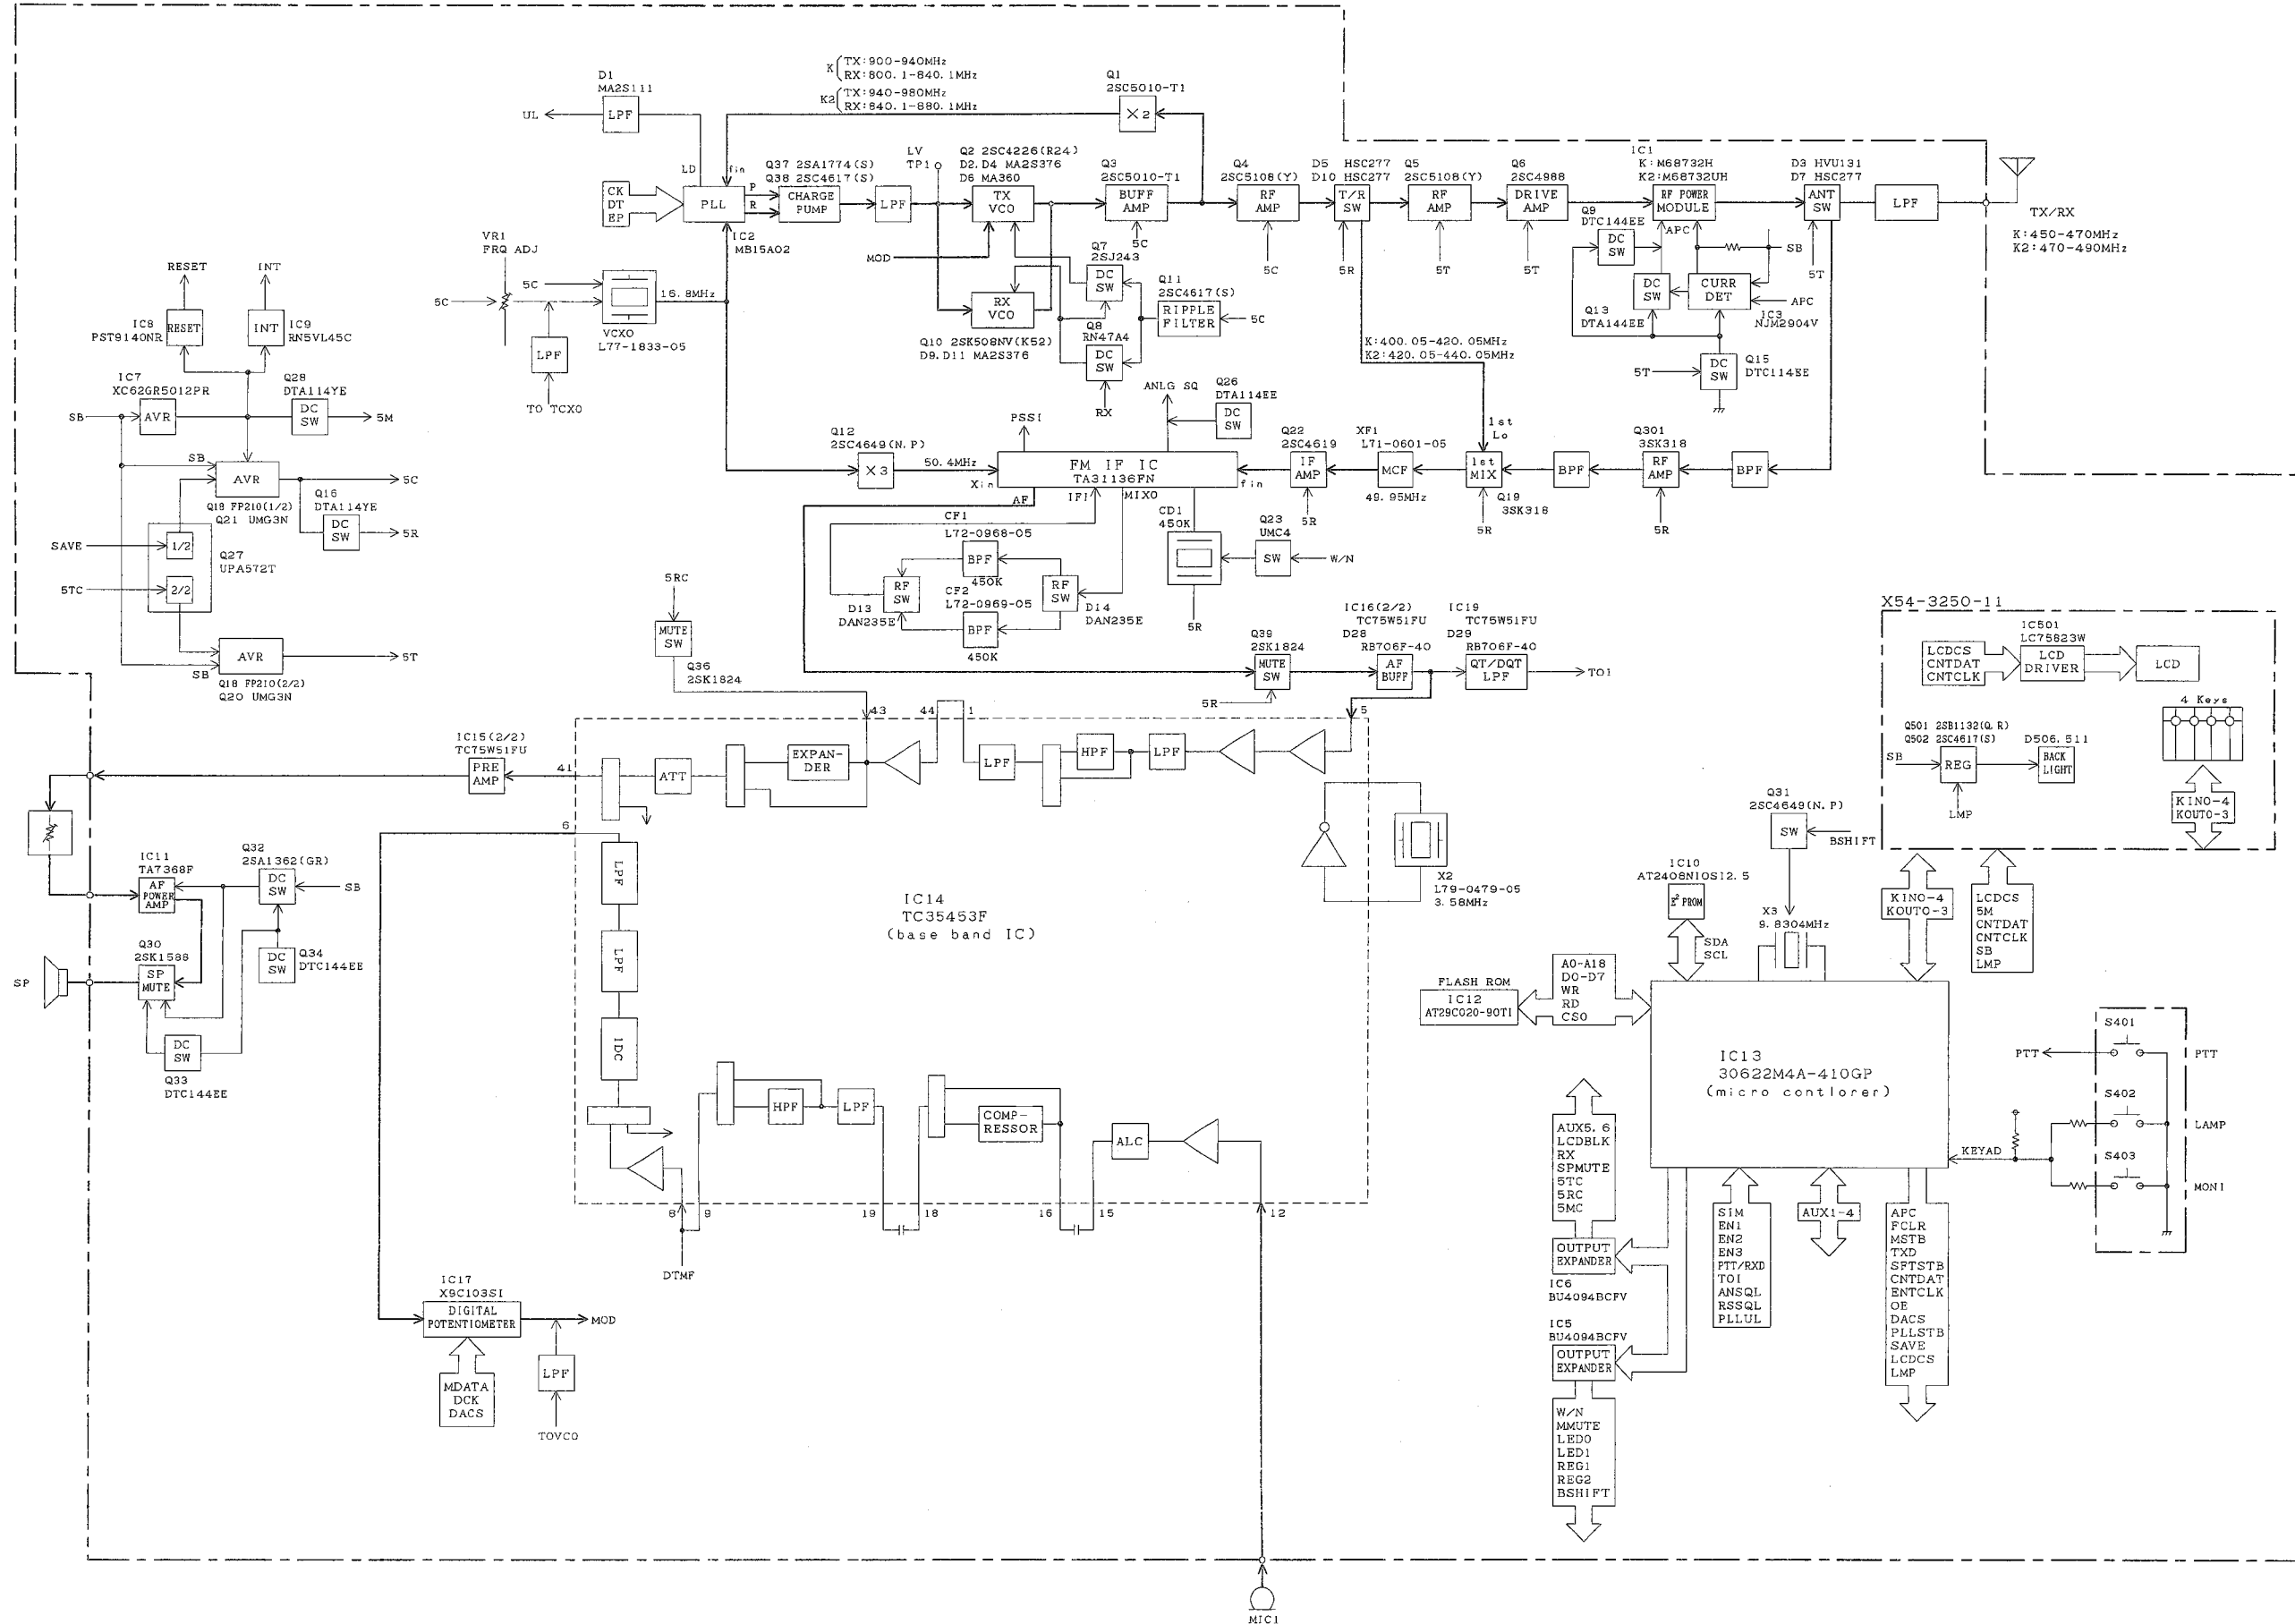 K
TX:900-940MHz
RX:800.1-840.1MHz
K2
TX:940-980MHz
RX:840.1-880.1MHz
D1
MA2S111
UL
LPF
Q1
2SC5010-T1
×2
LD
fin
P
R
CK
DT
EP
PLL
IC2
MB15A02
Q37 2SA1774(S)
Q38 2SC4617(S)
CHARGE
PUMP
LPF
LV
TP1
Q2 2SC4226(R24)
D2.D4 MA2S376
D6 MA360
TX
VCO
Q3
2SC5010-T1
BUFF
AMP
5C
Q4
2SC5108(Y)
RF
AMP
5C
D5 HSC277
D10 HSC277
T/R
SW
5R
Q5
2SC5108(Y)
RF
AMP
5T
Q6
2SC4988
DRIVE
AMP
5T
IC1
K:M68732H
K2:M68732UH
RF POWER
MODULE
D3 HVU131
D7 HSC277
ANT
SW
5T
LPF
TX/RX
K:450-470MHz
K2:470-490MHz
Q9
DTC144EE
DC
SW
APC
SB
DC
SW
Q13
DTA144EE
CURR
DET
APC
IC3
NJM2904V
5T
DC
SW
Q15
DTC114EE
VR1
FRQ ADJ
5C
5C
16.8MHz
VCXO
L77-1833-05
LPF
TO TCXO
MOD
RX
VCO
Q10 2SK508NV(K52)
D9.D11 MA2S376
Q7
2SJ243
DC
SW
Q8
RN47A4
DC
SW
RX
Q11
2SC4617(S)
RIPPLE
FILTER
5C
K:400.05-420.05MHz
K2:420.05-440.05MHz
RESET
INT
IC8
PST9140NR
RESET
INT
IC9
RN5VL45C
IC7
XC62GR5012PR
SB
AVR
Q28
DTA114YE
DC
SW
5M
SB
AVR
5C
Q18 FP210(1/2)
Q21 UMG3N
Q16
DTA114YE
DC
SW
5R
SAVE
1/2
Q27
UPA572T
5TC
2/2
AVR
SB
5T
Q18 FP210(2/2)
Q20 UMG3N
Q12
2SC4649(N.P)
×3
50.4MHz
Xin
PSSI
ANLG SQ
Q26
DTA114EE
DC
SW
FM IF IC
TA31136FN
fin
AF
IFI
MIXO
Q22
2SC4619
IF
AMP
5R
XF1
L71-0601-05
MCF
49.95MHz
1st
Lo
1st
MIX
5R
Q19
3SK318
BPF
Q301
3SK318
RF
AMP
5R
BPF
CF1
L72-0968-05
BPF
450K
CF2
L72-0969-05
BPF
450K
RF
SW
D13
DAN235E
RF
SW
D14
DAN235E
CD1
450K
5R
Q23
UMC4
SW
W/N
5RC
MUTE
SW
Q36
2SK1824
Q39
2SK1824
MUTE
SW
5R
IC16(2/2)
TC75W51FU
D28
RB706F-40
AF
BUFF
IC19
TC75W51FU
D29
RB706F-40
QT/DQT
LPF
TOI
X54-3250-11
IC501
LC75823W
LCDCS
CNTDAT
CNTCLK
LCD
DRIVER
LCD
4 Keys
Q501 2SB1132(Q.R)
Q502 2SC4617(S)
SB
REG
LMP
D506.511
BACK
LIGHT
KIN0-4
KOUT0-3
43
44
1
5
IC15(2/2)
TC75W51FU
PRE
AMP
41
ATT
EXPAN-
DER
LPF
HPF
LPF
6
LPF
LPF
IDC
IC14
TC35453F
(base band IC)
X2
L79-0479-05
3.58MHz
IC11
TA7368F
AF
POWER
AMP
Q32
2SA1362(GR)
DC
SW
SB
Q30
2SK1588
SP
MUTE
SP
DC
SW
Q34
DTC144EE
DC
SW
Q33
DTC144EE
HPF
LPF
COMP-
RESSOR
ALC
8
9
19
18
16
15
12
DTMF
IC17
X9C103SI
DIGITAL
POTENTIOMETER
MOD
MDATA
DCK
DACS
LPF
TOVCO
MIC1
Q31
2SC4649(N.P)
SW
BSHIFT
IC10
AT2408N10SI2.5
E² PROM
SDA
SCL
X3
9.8304MHz
KIN0-4
KOUT0-3
LCDCS
5M
CNTDAT
CNTCLK
SB
LMP
FLASH ROM
IC12
AT29C020-90TI
A0-A18
D0-D7
WR
RD
CS0
IC13
30622M4A-410GP
(micro contlorer)
KEYAD
S401
PTT
PTT
S402
LAMP
S403
MONI
AUX5.6
LCDBLK
RX
SPMUTE
5TC
5RC
5MC
OUTPUT
EXPANDER
IC6
BU4094BCFV
IC5
BU4094BCFV
OUTPUT
EXPANDER
W/N
MMUTE
LED0
LED1
REG1
REG2
BSHIFT
SIM
EN1
EN2
EN3
PTT/RXD
TOI
ANSQL
RSSQL
PLLUL
AUX1-4
APC
FCLR
MSTB
TXD
SFTSTB
CNTDAT
ENTCLK
OE
DACS
PLLSTB
SAVE
LCDCS
LMP